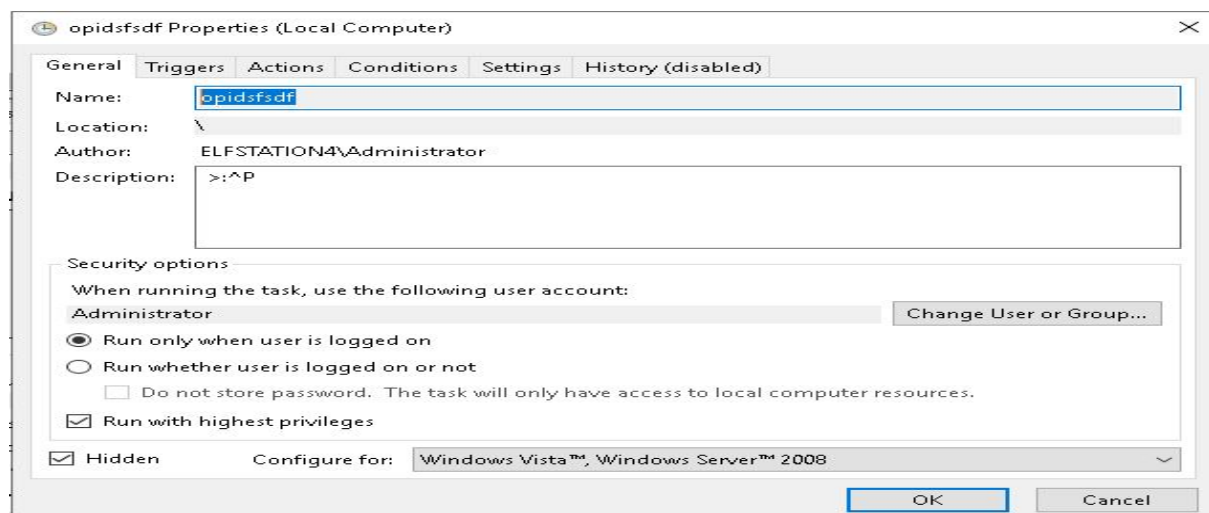 opidsfsdf Properties (Local Computer)
General Triggers Actions Conditions Settings History (disabled)
Name: opidsfsdf
Location: \
Author: ELFSTATION4\Administrator
Description: >:^P
Security options
When running the task, use the following user account:
Administrator Change User or Group...
Run only when user is logged on
Run whether user is logged on or not
Do not store password. The task will only have access to local computer resources.
Run with highest privileges
Hidden Configure for: Windows Vista™, Windows Server™ 2008
OK Cancel